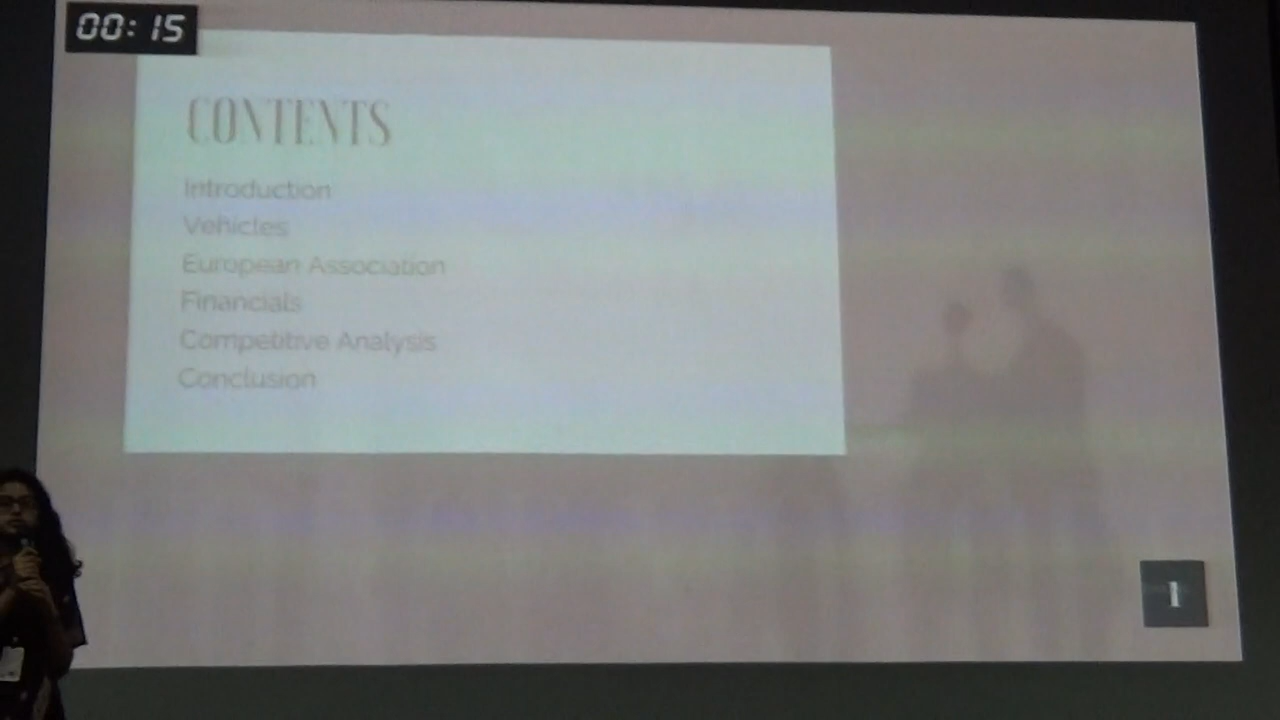 00:15
CONTENTS
Introduction
Vehicles
European Association
Financials
Competitive Analysis
Conclusion
1